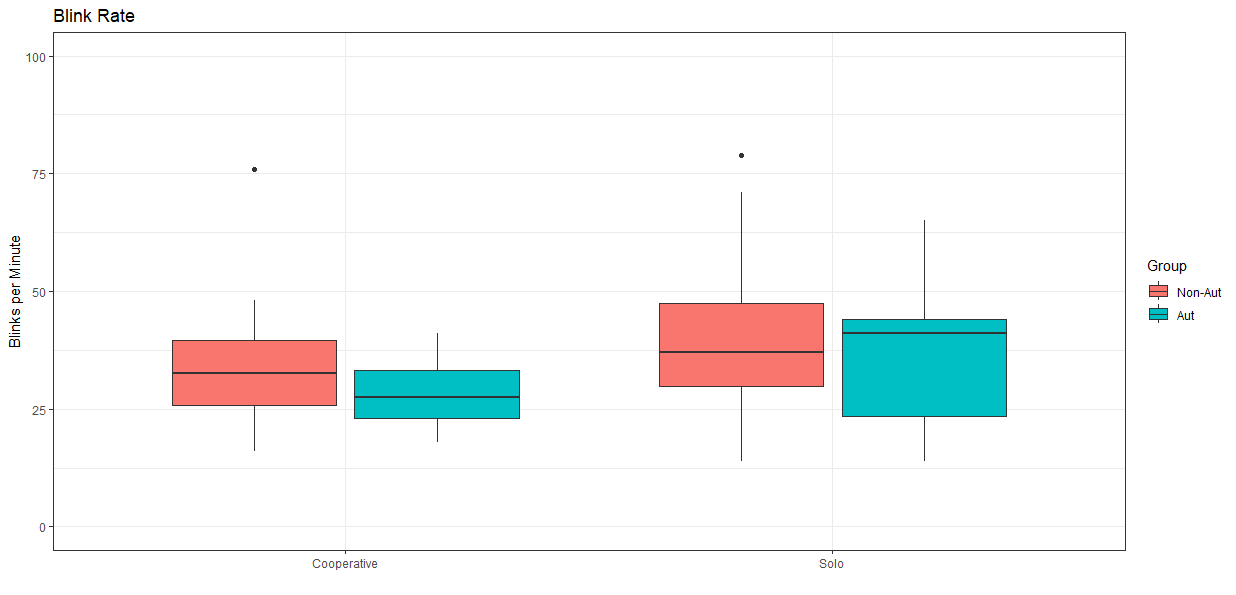 Blink Rate
100
75
50
25
0
Blinks per Minute
Cooperative
Solo
Group
Non-Aut
Aut